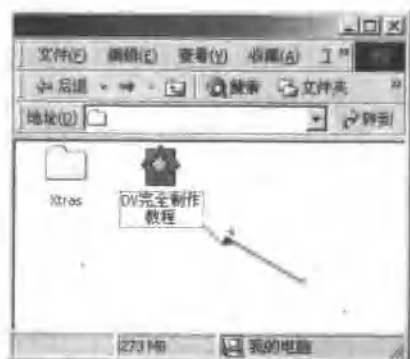 文件(F) 编辑(E) 查看(V) 收藏(A) 工 »
后退 搜索 文件夹 »
地址(D) 转到
Xtras
DV完全制作
教程
273 MB 我的电脑